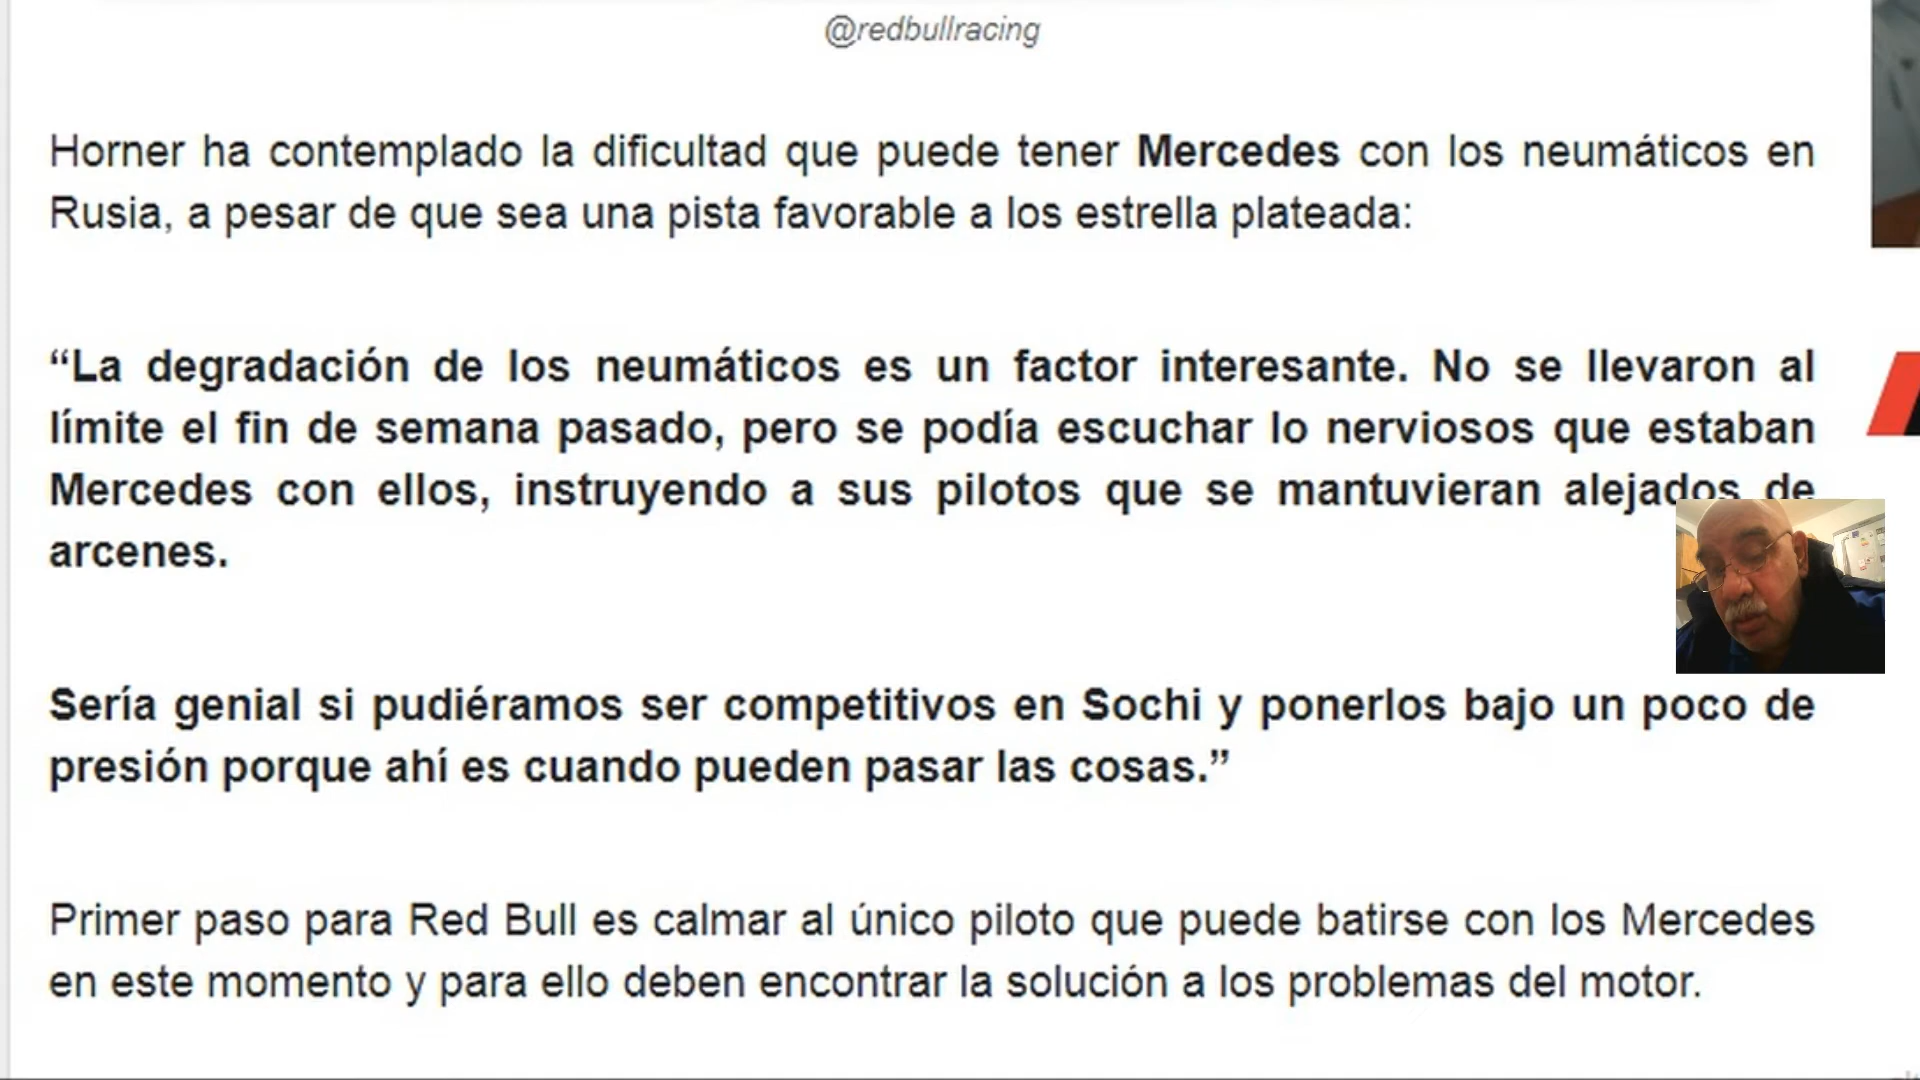 @redbullracing
Horner ha contemplado la dificultad que puede tener Mercedes con los neumáticos en
Rusia, a pesar de que sea una pista favorable a los estrella plateada:
“La degradación de los neumáticos es un factor interesante. No se llevaron al
límite el fin de semana pasado, pero se podía escuchar lo nerviosos que estaban
Mercedes con ellos, instruyendo a sus pilotos que se mantuvieran alejados de
arcenes.
Sería genial si pudiéramos ser competitivos en Sochi y ponerlos bajo un poco de
presión porque ahí es cuando pueden pasar las cosas.”
Primer paso para Red Bull es calmar al único piloto que puede batirse con los Mercedes
en este momento y para ello deben encontrar la solución a los problemas del motor.